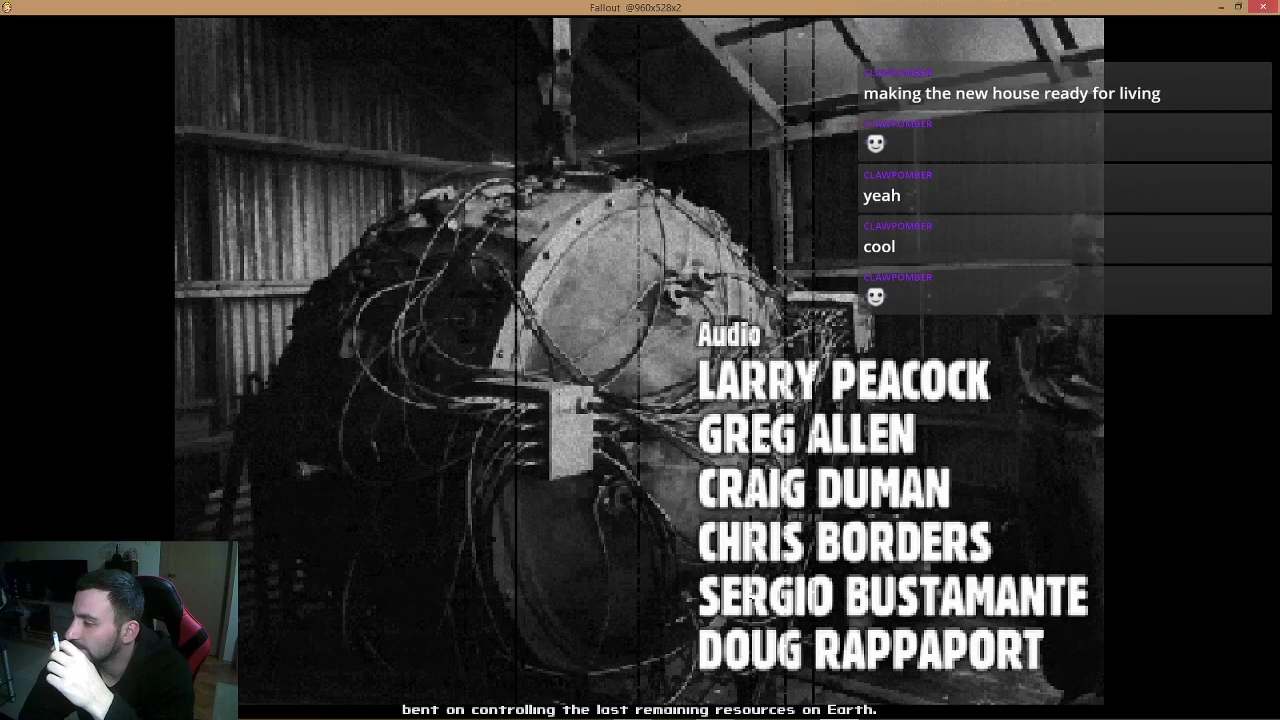 Fallout @960x528x2
CLAWPOMBER
making the new house ready for living
CLAWPOMBER
CLAWPOMBER
yeah
CLAWPOMBER
cool
CLAWPOMBER
Audio
LARRY PEACOCK
GREG ALLEN
CRAIG DUMAN
CHRIS BORDERS
SERGIO BUSTAMANTE
DOUG RAPPAPORT
bent on controlling the last remaining resources on Earth.